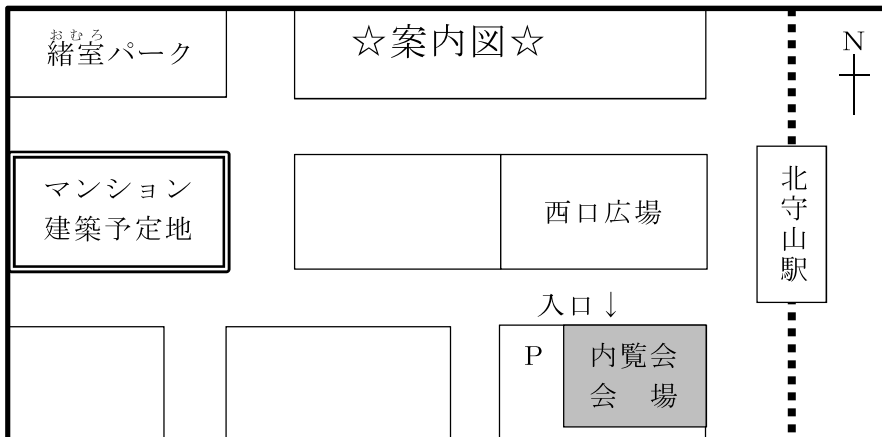 おむろ
緒室パーク
☆案内図☆
N
マンション
建築予定地
西口広場
北守山駅
入口↓
P
内覧会
会　場